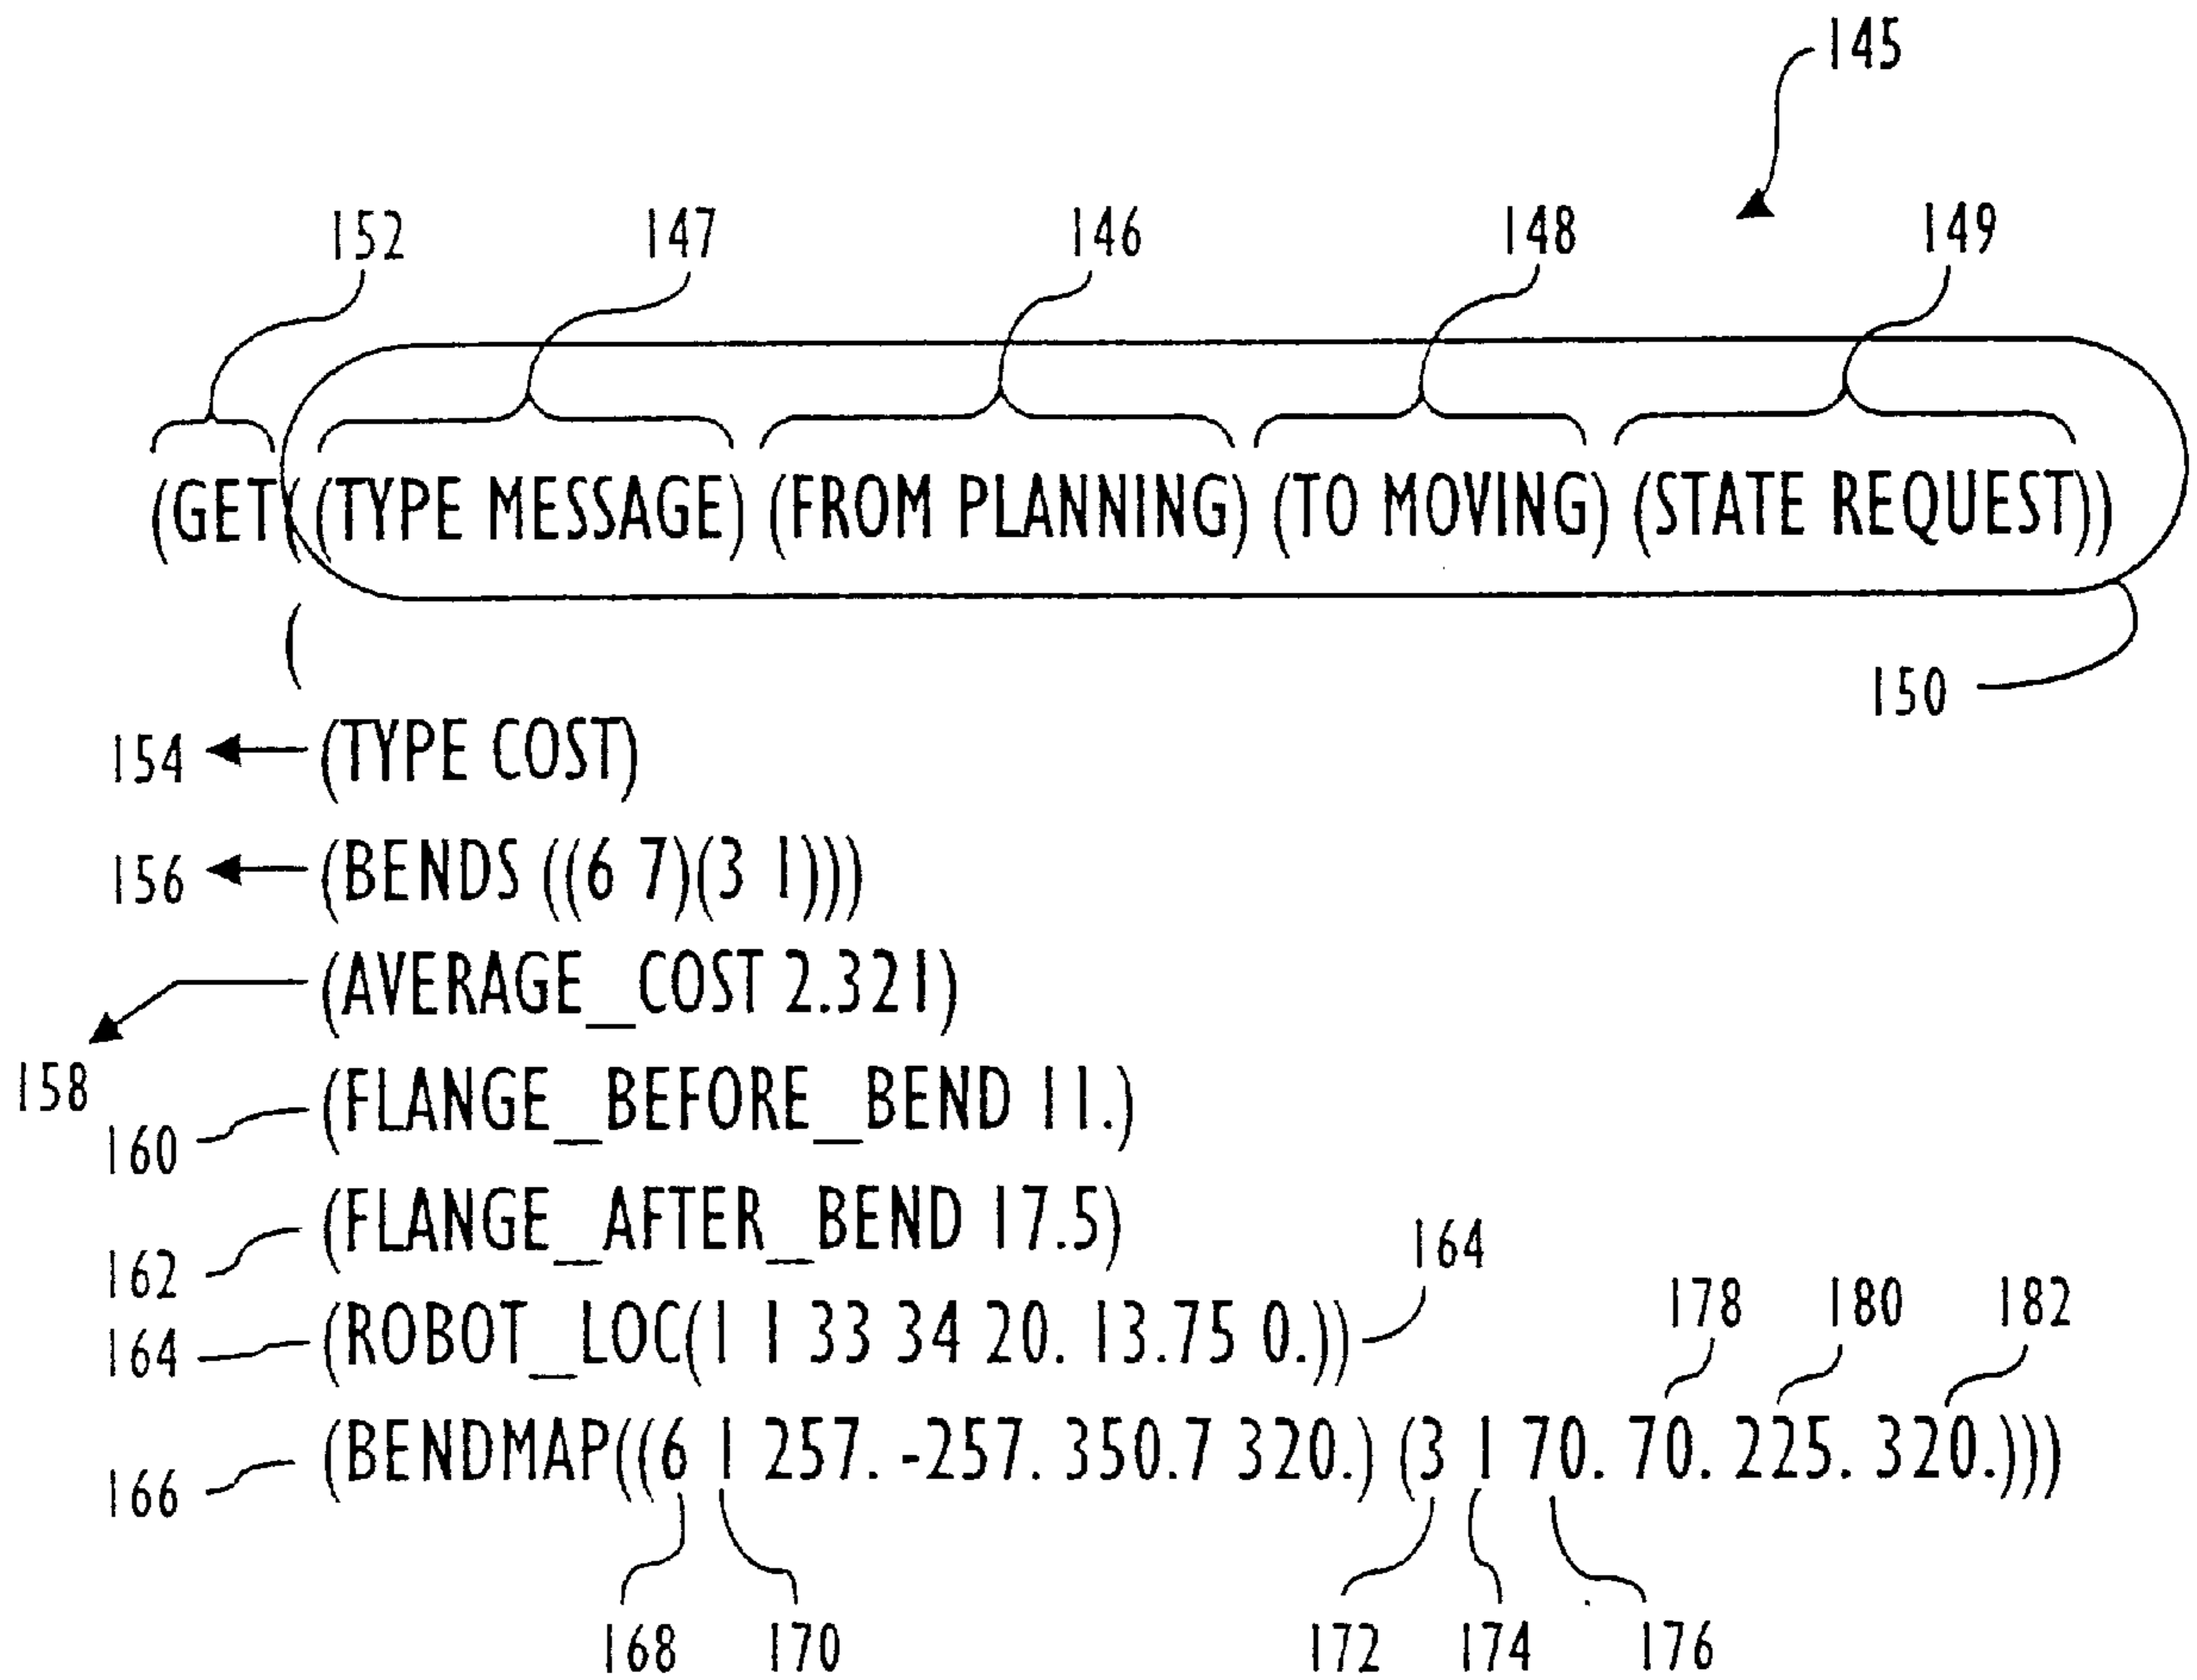 145
152 147 146 148 149
(GET((TYPE MESSAGE) (FROM PLANNING) (TO MOVING) (STATE REQUEST))
(
150
154 (TYPE COST)
156 (BENDS ((6 7)(3 1)))
(AVERAGE_COST 2.321)
158
(FLANGE_BEFORE_BEND 11.)
160
(FLANGE_AFTER_BEND 17.5)
162
164
(ROBOT_LOC(1 1 33 34 20. 13.75 0.))
164
178 180 182
(BENDMAP((6 1 257. -257. 350.7 320.) (3 1 70. 70. 225. 320.)))
166
168 170 172 174 176